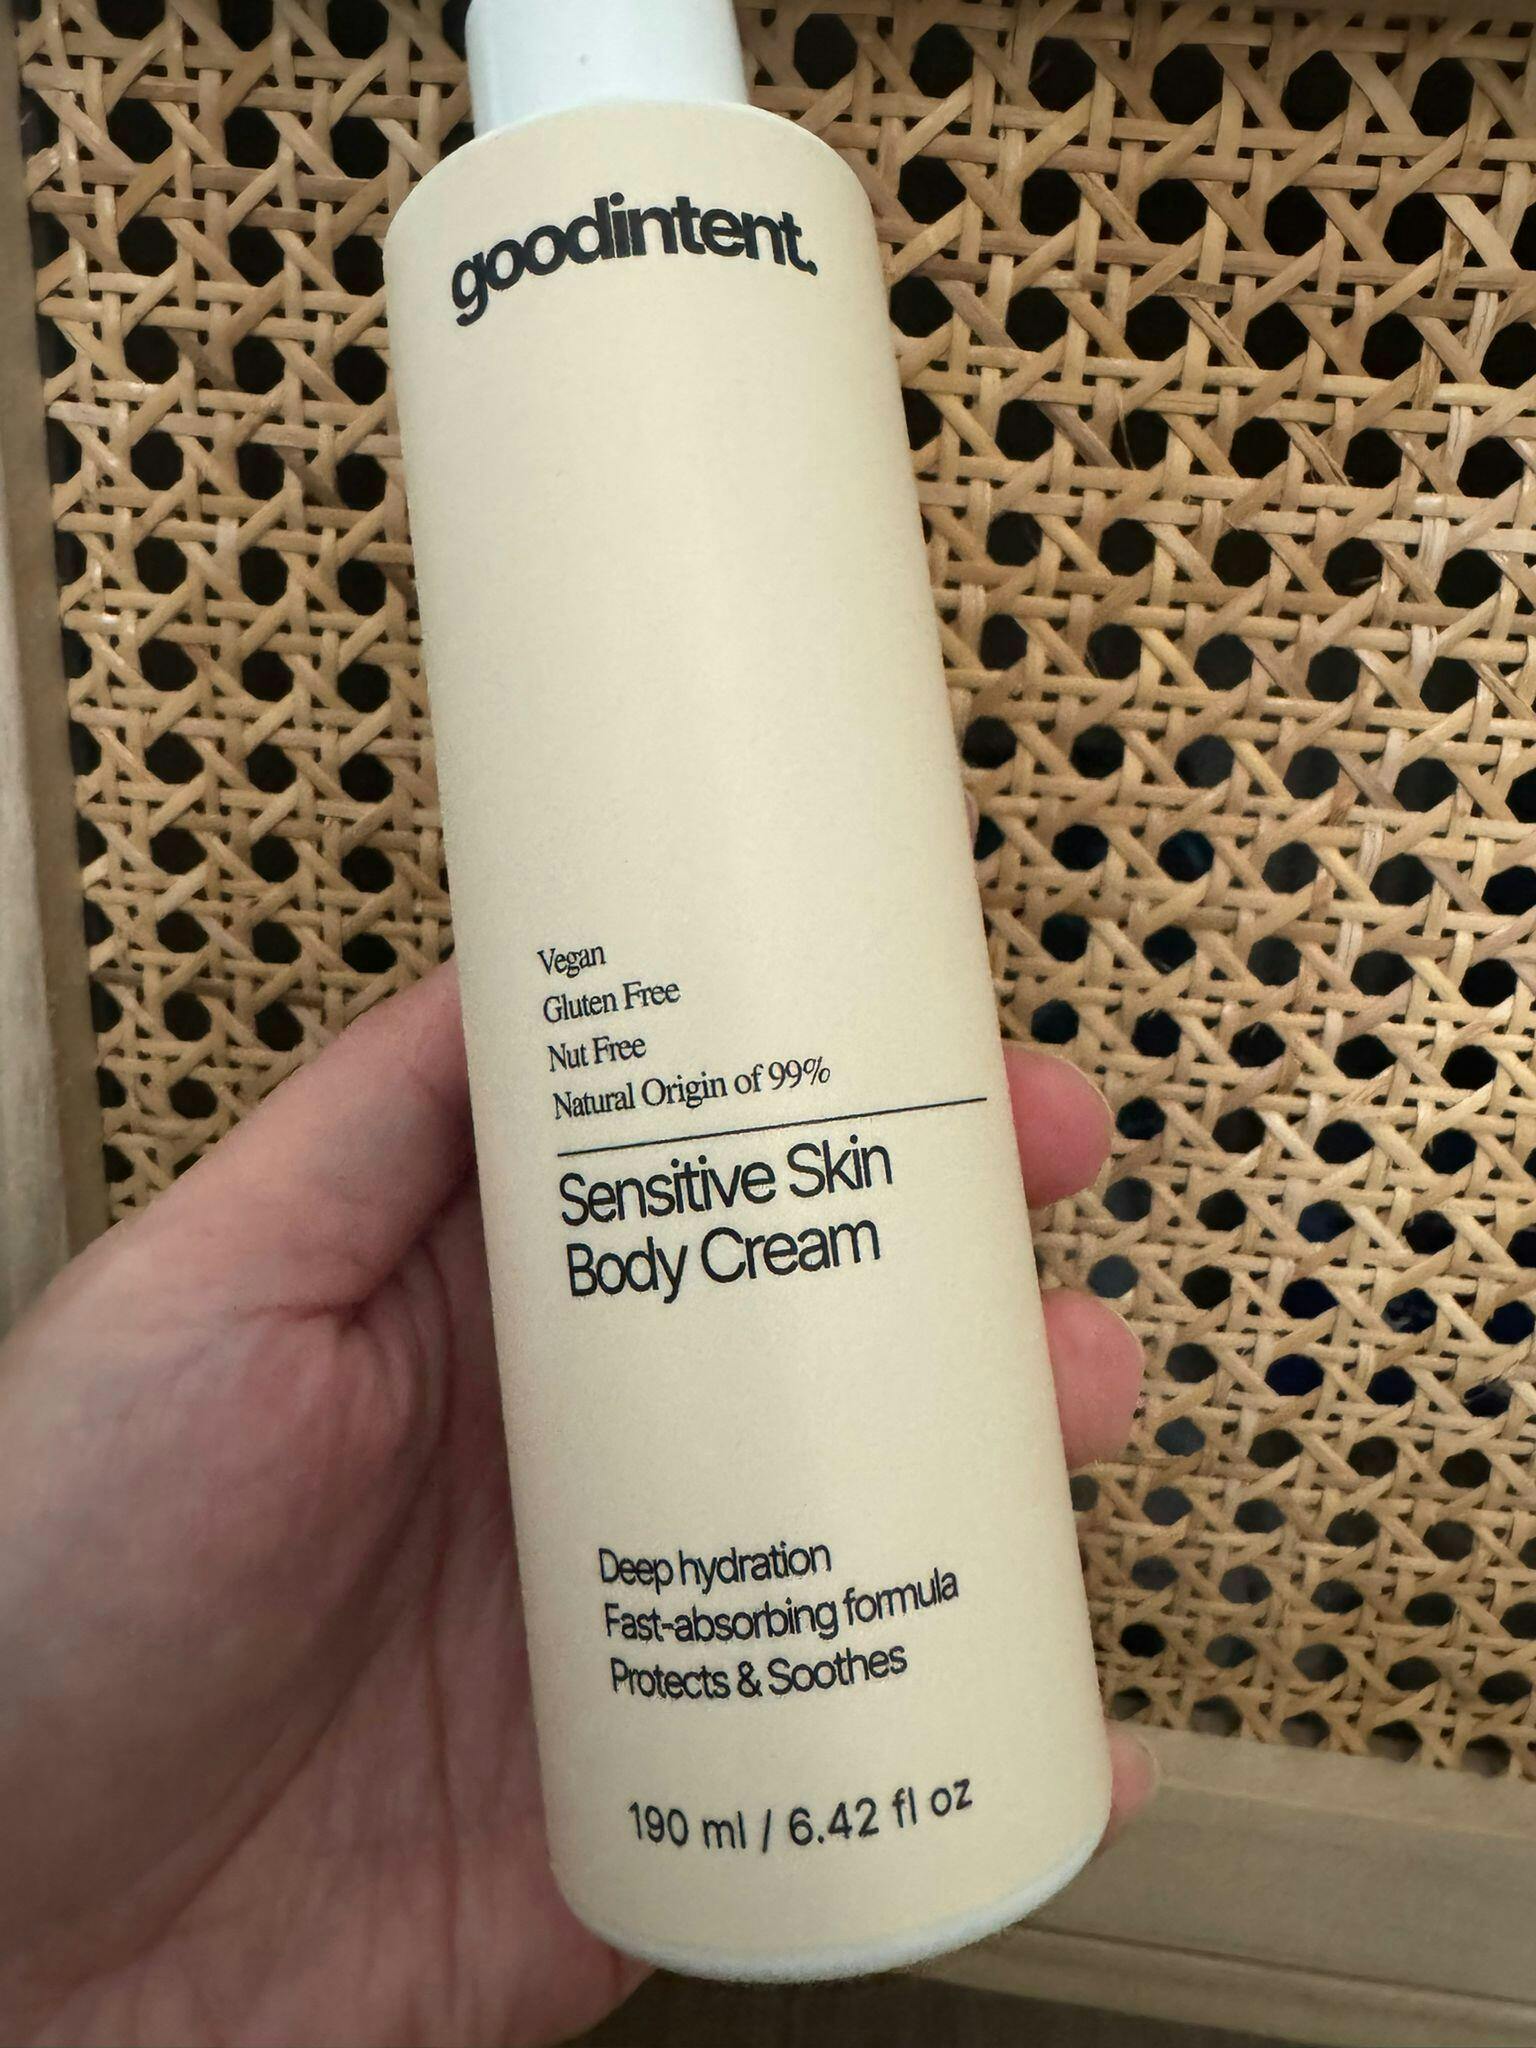 goodintent.
Vegan
Gluten Free
Nut Free
Natural Origin of 99%
Sensitive Skin
Body Cream
Deep hydration
Fast-absorbing formula
Protects & Soothes
190 ml / 6.42 fl oz